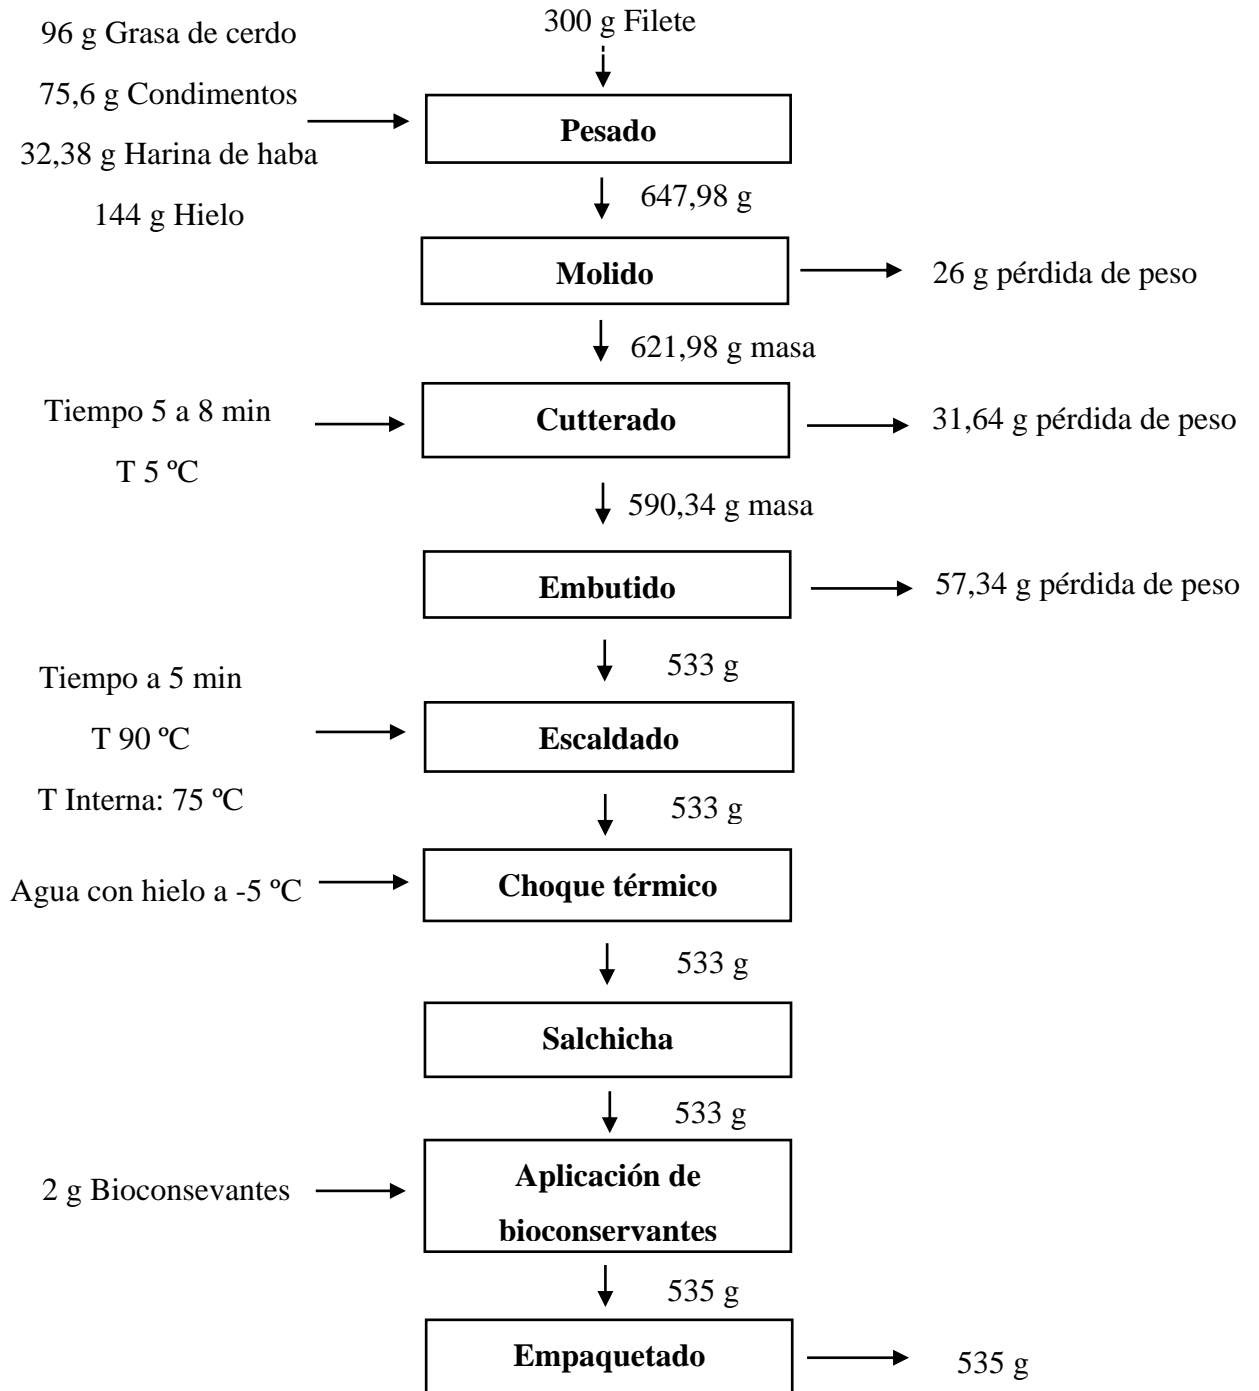 300 g Filete
96 g Grasa de cerdo
75,6 g Condimentos
32,38 g Harina de haba
144 g Hielo
Pesado
647,98 g
Molido
26 g pérdida de peso
621,98 g masa
Tiempo 5 a 8 min
T 5 ºC
Cutterado
31,64 g pérdida de peso
590,34 g masa
Embutido
57,34 g pérdida de peso
533 g
Tiempo a 5 min
T 90 ºC
T Interna: 75 ºC
Escaldado
533 g
Agua con hielo a -5 ºC
Choque térmico
533 g
Salchicha
533 g
2 g Bioconsevantes
Aplicación de
bioconservantes
535 g
Empaquetado
535 g